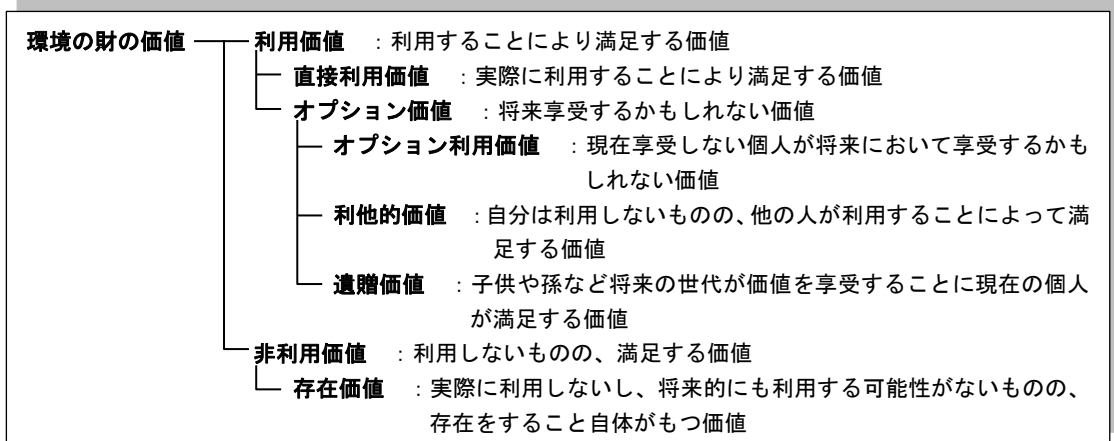 環境の財の価値 利用価値 :利用することにより満足する価値
直接利用価値 :実際に利用することにより満足する価値
オプション価値 :将来享受するかもしれない価値
オプション利用価値 :現在享受しない個人が将来において享受するかも
しれない価値
利他的価値 :自分は利用しないものの、他の人が利用することによって満
足する価値
遺贈価値 :子供や孫など将来の世代が価値を享受することに現在の個人
が満足する価値
非利用価値 :利用しないものの、満足する価値
存在価値 :実際に利用しないし、将来的にも利用する可能性がないものの、
存在をすること自体がもつ価値